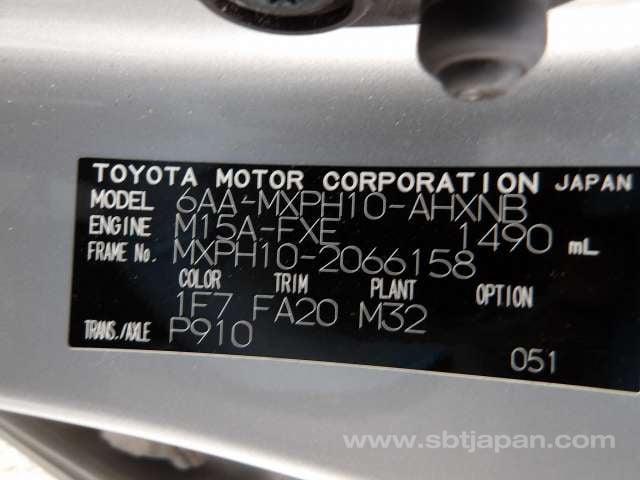 TOYOTA MOTOR CORPORATION JAPAN
MODEL 6AA-MXPH10-AHXNB
ENGINE M15A-FXE 1490 mL
FRAME No. MXPH10-2066158
COLOR TRIM PLANT OPTION
1F7 FA20 M32
TRANS./AXLE P910
051
www.sbtjapan.com